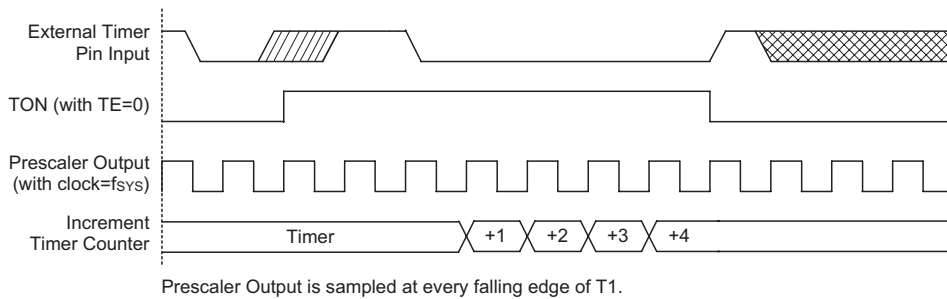 External Timer
Pin Input
TON (with TE=0)
Prescaler Output
(with clock=fSYS)
Increment
Timer Counter
Timer +1 +2 +3 +4
Prescaler Output is sampled at every falling edge of T1.